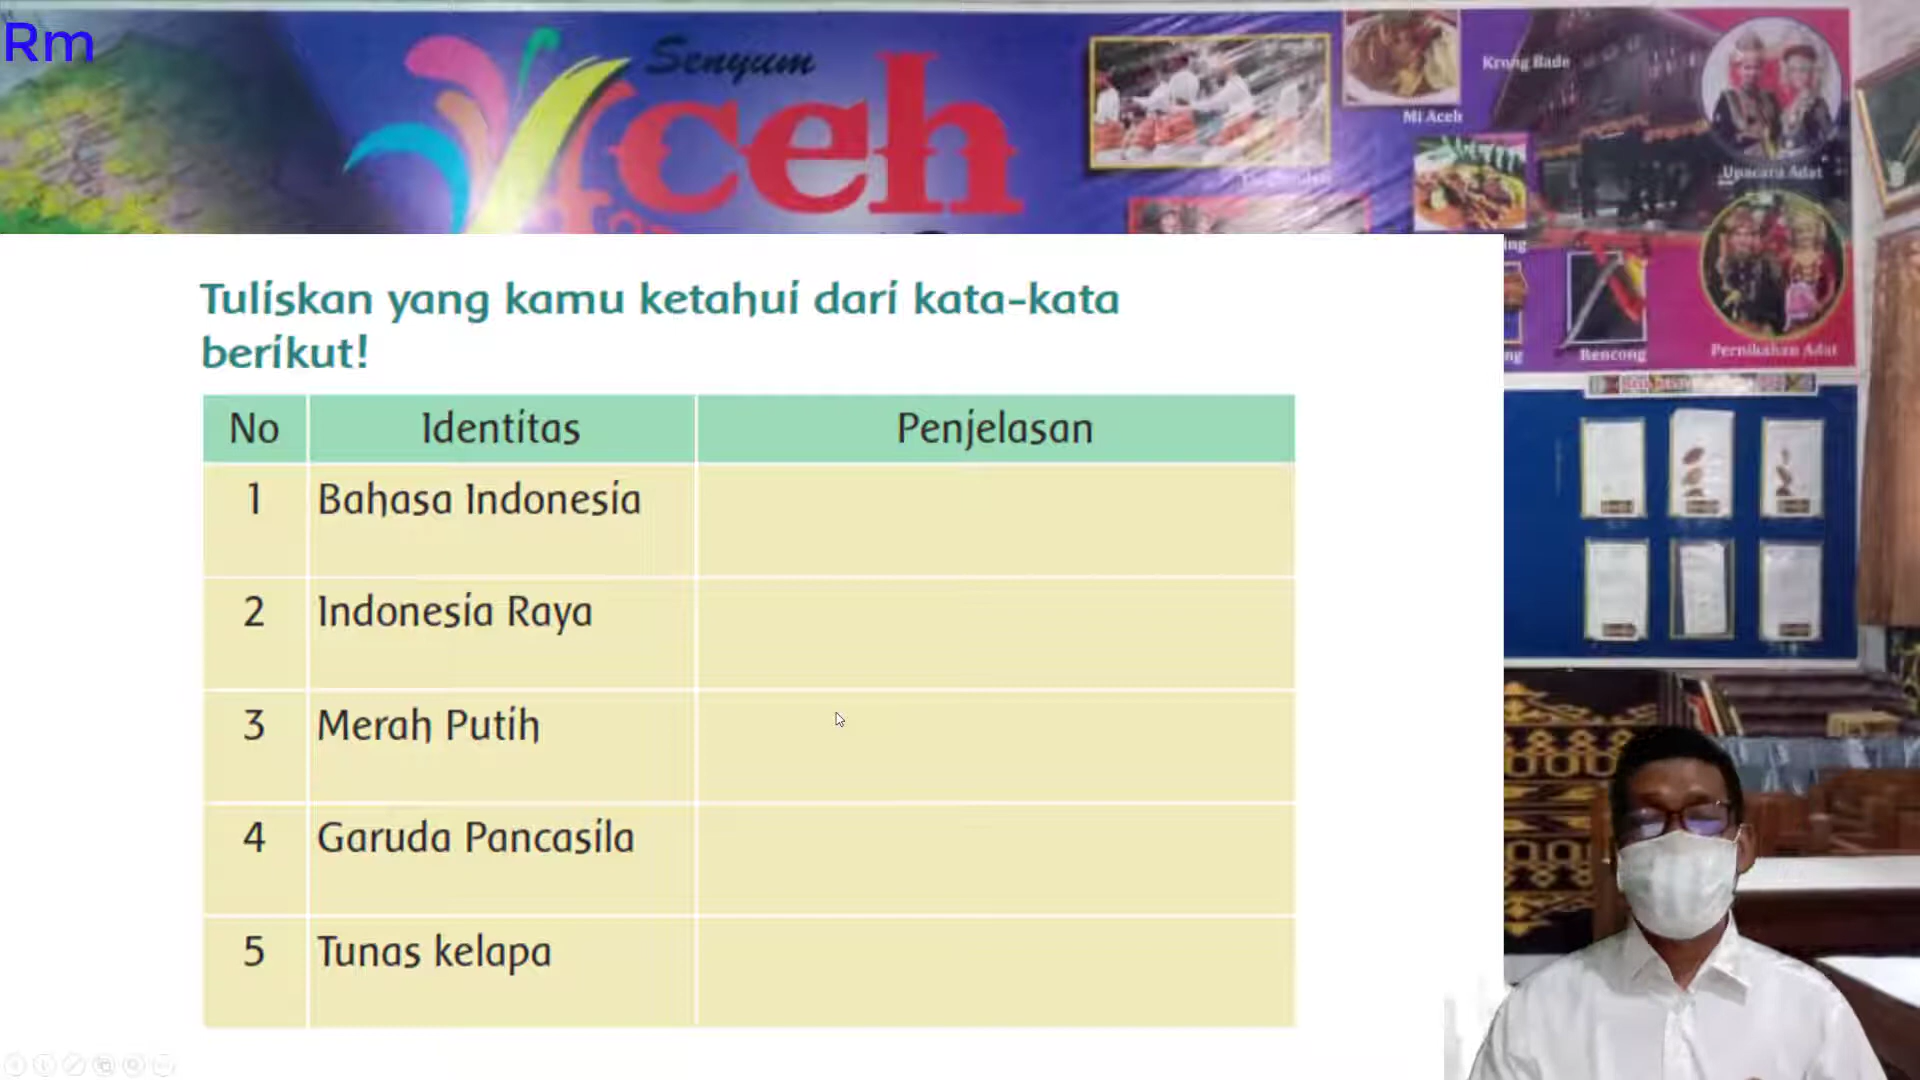 Rm
Senyum
Aceh
Krong Bade
Mi Aceh
Upacara Adat
Rencong
Pernikahan Adat
Tuliskan yang kamu ketahui dari kata-kata
berikut!
No Identitas Penjelasan
1 Bahasa Indonesia
2 Indonesia Raya
3 Merah Putih
4 Garuda Pancasila
5 Tunas kelapa